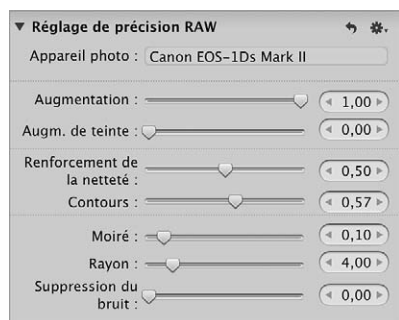 Réglage de précision RAW
Appareil photo : Canon EOS-1Ds Mark II
Augmentation : 1,00
Augm. de teinte : 0,00
Renforcement de
la netteté : 0,50
Contours : 0,57
Moiré : 0,10
Rayon : 4,00
Suppression du
bruit : 0,00